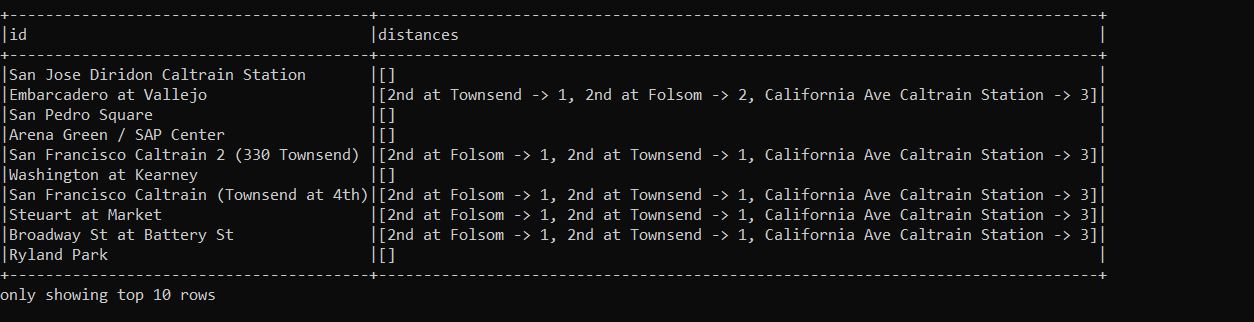 +----------------------------------------+--------------------------------------------------------------------------------+
|id                                      |distances                                                                       |
+----------------------------------------+--------------------------------------------------------------------------------+
|San Jose Diridon Caltrain Station       |[]                                                                              |
|Embarcadero at Vallejo                  |[2nd at Townsend -> 1, 2nd at Folsom -> 2, California Ave Caltrain Station -> 3]|
|San Pedro Square                        |[]                                                                              |
|Arena Green / SAP Center                |[]                                                                              |
|San Francisco Caltrain 2 (330 Townsend) |[2nd at Folsom -> 1, 2nd at Townsend -> 1, California Ave Caltrain Station -> 3]|
|Washington at Kearney                   |[]                                                                              |
|San Francisco Caltrain (Townsend at 4th)|[2nd at Folsom -> 1, 2nd at Townsend -> 1, California Ave Caltrain Station -> 3]|
|Steuart at Market                       |[2nd at Folsom -> 1, 2nd at Townsend -> 1, California Ave Caltrain Station -> 3]|
|Broadway St at Battery St               |[2nd at Folsom -> 1, 2nd at Townsend -> 1, California Ave Caltrain Station -> 3]|
|Ryland Park                             |[]                                                                              |
+----------------------------------------+--------------------------------------------------------------------------------+
only showing top 10 rows